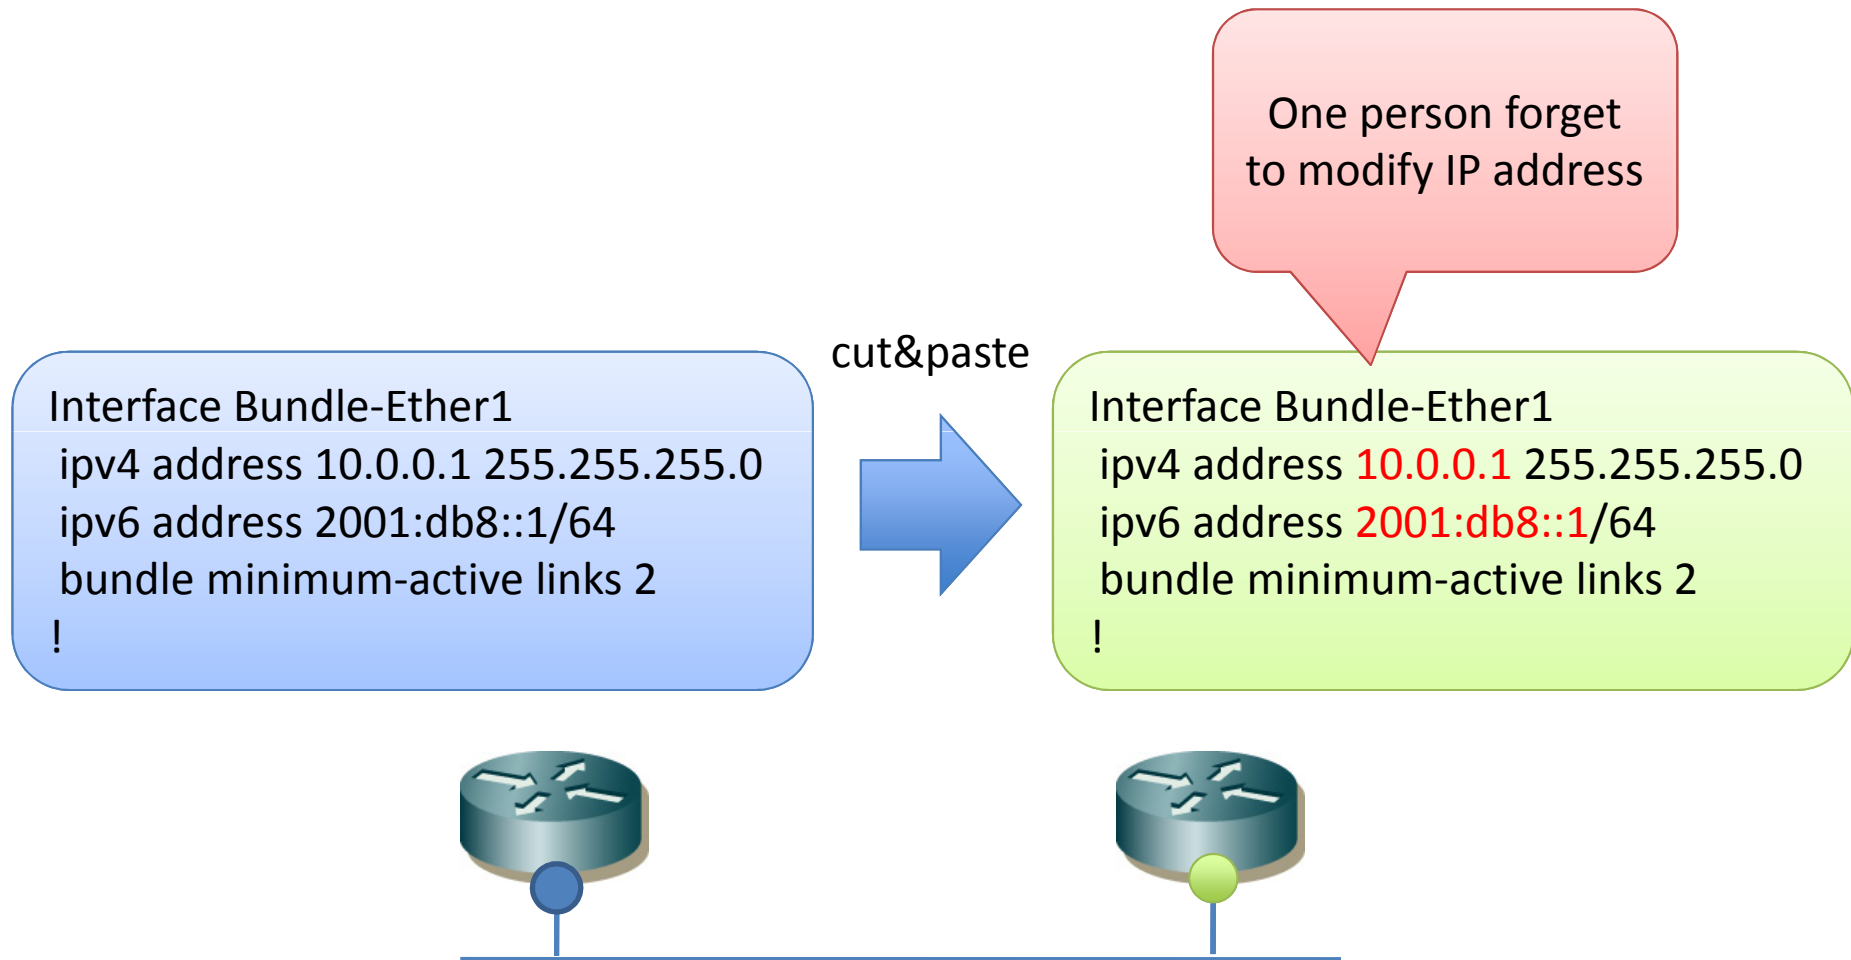 One person forget
to modify IP address
cut&paste
Interface Bundle-Ether1
ipv4 address 10.0.0.1 255.255.255.0
ipv6 address 2001:db8::1/64
bundle minimum-active links 2
!
Interface Bundle-Ether1
ipv4 address 10.0.0.1 255.255.255.0
ipv6 address 2001:db8::1/64
bundle minimum-active links 2
!